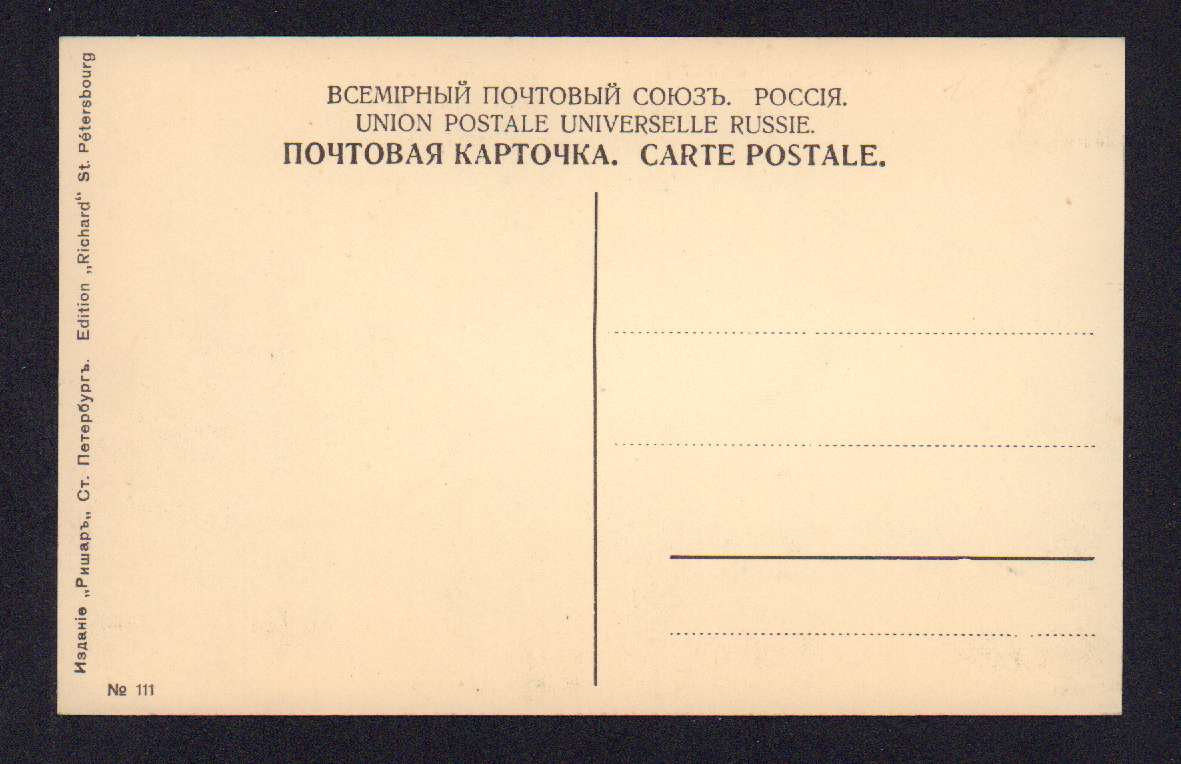 ВСЕМІРНЫЙ ПОЧТОВЫЙ СОЮЗЪ. РОССІЯ.
UNION POSTALE UNIVERSELLE RUSSIE.
ПОЧТОВАЯ КАРТОЧКА. CARTE POSTALE.
Изданіе „Ришаръ„ Ст. Петербургъ. Edition „Richard“ St. Pétersbourg
№ 111